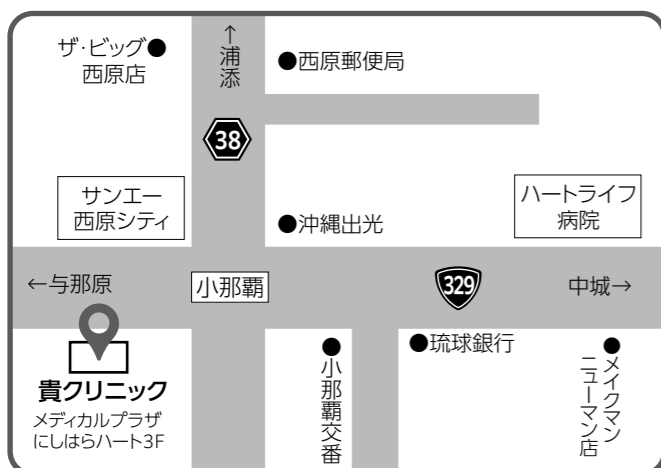 ザ・ビッグ
西原店
↑浦添
西原郵便局
38
サンエー
西原シティ
沖縄出光
ハートライフ
病院
←与那原
小那覇
329
中城→
貴クリニック
メディカルプラザ
にしはらハート3F
小那覇交番
琉球銀行
メイクマン
ニューマン店